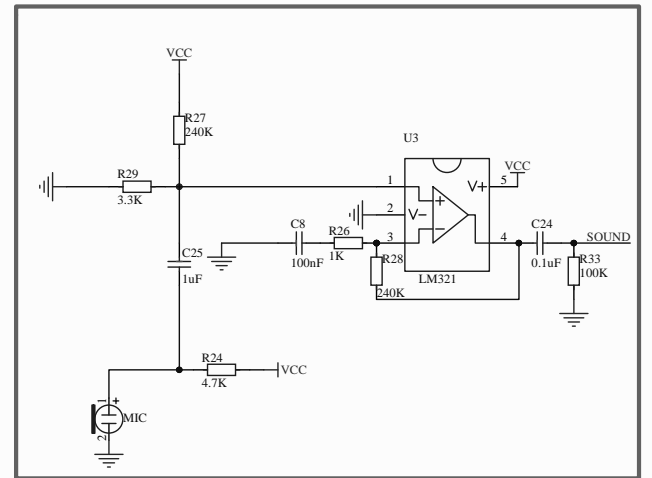 VCC
R27
240K
U3
R29
3.3K
1
V+
5
VCC
2
V-
C8
100nF
R26
1K
3
4
C24
0.1uF
SOUND
R28
240K
LM321
R33
100K
C25
1uF
R24
4.7K
VCC
1
+
MIC
2